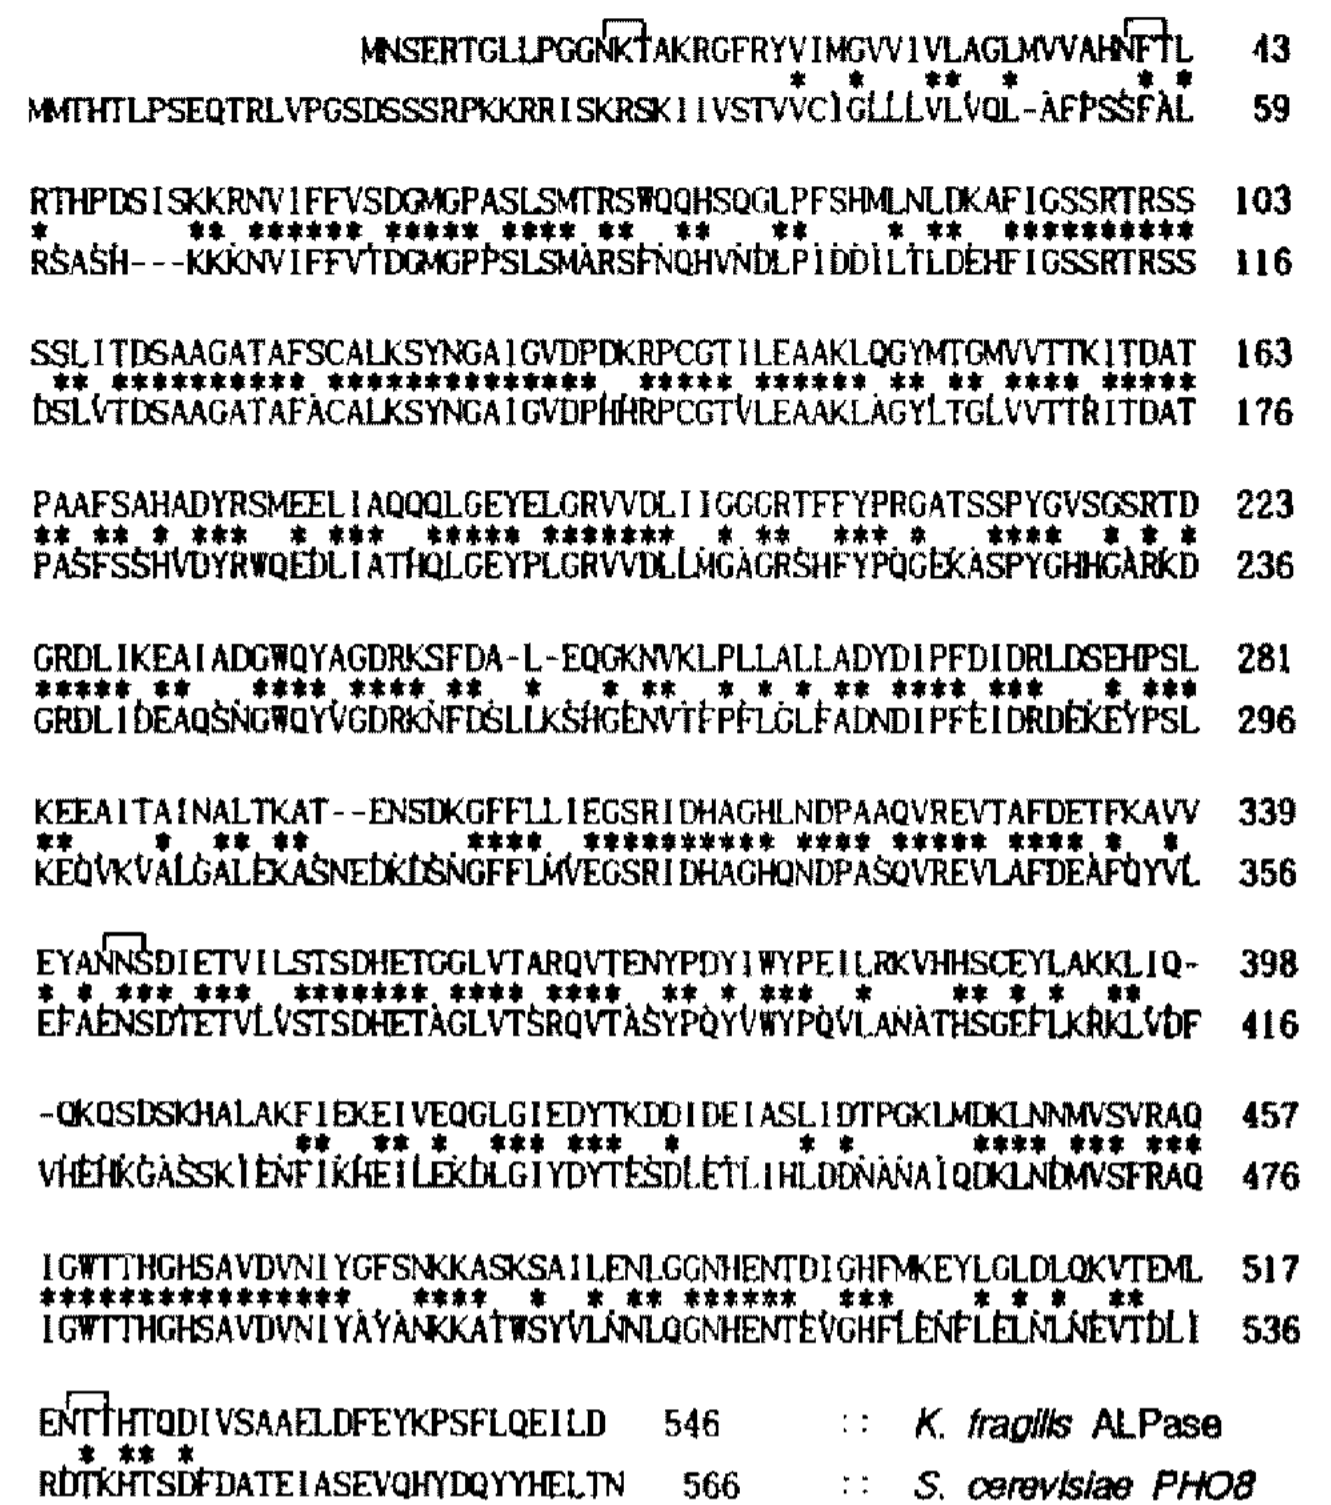 MNSERTGLLPGGNKTAKRGFRYVIMGVVIVLAGLMVVAHNFTL 43
* * ** * * *
MMTHTLPSEQTRLVPGSDSSSRPKKRRISKRSKIIVSTVVCIGLLLVLVQL-AFPSSFAL 59
RTHPDSISKKRNVIFFVSDGMGPASLSMTRSWQQHSQGLPFSHMLNLDKAFIGSSRTRSS 103
* ** ****** ***** **** ** ** ** * ** **********
RSASH---KKKNVIFFVTDGMGPPSLSMARSFNQHVNDLPIDDILTLDEHFIGSSRTRSS 116
SSLITDSAAGATAFSCALKSYNGAIGVDPDKRPCGTILEAAKLQGYMTGMVVTTKITDAT 163
** ********** ************** ***** ****** ** ** **** *****
DSLVTDSAAGATAFACALKSYNGAIGVDPHHRPCGTVLEAAKLAGYLTGLVVTTRITDAT 176
PAAFSAHADYRSMEELIAQQQLGEYELGRVVDLIIGGGRTFFYPRGATSSPYGVSGSRTD 223
** ** * *** * *** ***** ******* * ** *** * **** * * *
PASFSSHVDYRWQEDLIATHQLGEYPLGRVVDLLMGAGRSHFYPQGEKASPYGHHGARKD 236
GRDLIKEAIADGWQYAGDRKSFDA-L-EQGKNVKLPLLALLADYDIPFDIDRLDSEHPSL 281
***** ** **** **** ** * * ** * * * ** **** *** * ***
GRDLIDEAQSNGWQYVGDRKNFDSLLKSHGENVTFPFLGLFADNDIPFEIDRDEKEYPSL 296
KEEAITAINALTKAT--ENSDKGFFLLIEGSRIDHAGHLNDPAAQVREVTAFDETFKAVV 339
** * ** ** **** ********** **** ***** **** * *
KEQVKVALGALEKASNEDKDSNGFFLMVEGSRIDHAGHQNDPASQVREVLAFDEAFQYVL 356
EYANNSDIETVILSTSDHETGGLVTARQVTENYPDYIWYPEILRKVHHSCEYLAKKLIQ- 398
* * *** *** ******* **** **** ** * *** * ** * * **
EFAENSDTETVLVSTSDHETAGLVTSRQVTASYPQYVWYPQVLANATHSGEFLKRKLVDF 416
-QKQSDSKHALAKFIEKEIVEQGLGIEDYTKDDIDEIASLIDTPGKLMDKLNNMVSVRAQ 457
** ** * *** *** * * * **** *** ***
VHEHKGASSKIENFIKHEILEKDLGIYDYTESDLETLIHLDDNANAIQDKLNDMVSFRAQ 476
IGWTTHGHSAVDVNIYGFSNKKASKSAILENLGGNHENTDIGHFMKEYLGLDLQKVTEML 517
**************** **** * * ** ****** *** * * * **
IGWTTHGHSAVDVNIYAYANKKATWSYVLNNLQGNHENTEVGHFLENFLELNLNEVTDLI 536
ENTTHTQDIVSAAELDFEYKPSFLQEILD 546 :: K. fragilis ALPase
* ** *
RDTKHTSDFDATEIASEVQHYDQYYHELTN 566 :: S. cerevisiae PHO8